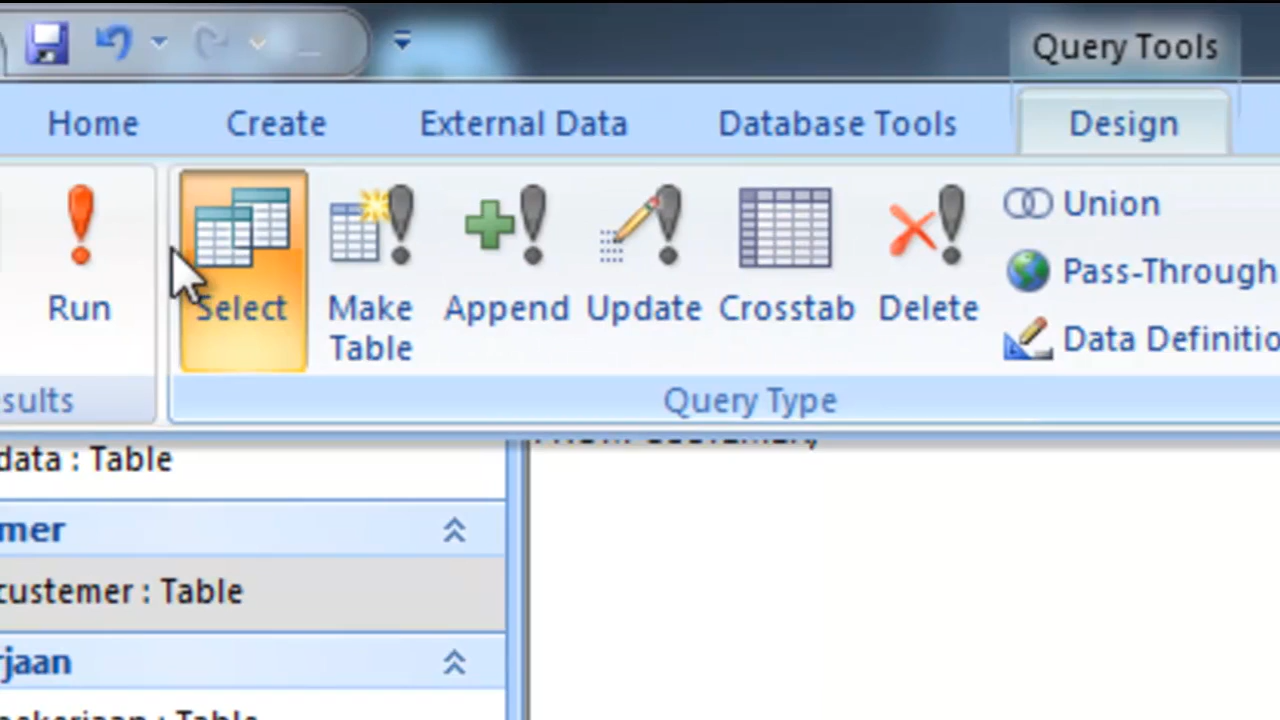 Query Tools
Home Create External Data Database Tools Design
Run Select Make Table Append Update Crosstab Delete
Union
Pass-Through
Data Definitio
sults Query Type
data : Table
mer
custemer : Table
rjaan